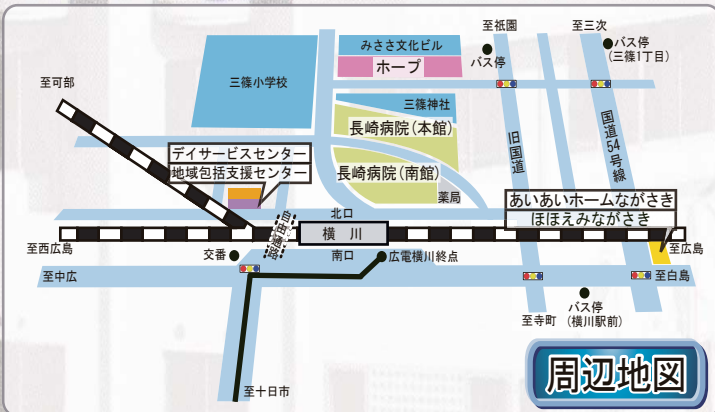 至祇園
至三次
みささ文化ビル
バス停
バス停
(三篠1丁目)
ホープ
至可部
三篠小学校
三篠神社
長崎病院(本館)
旧国道
国道54号線
デイサービスセンター
地域包括支援センター
長崎病院(南館)
薬局
あいあいホームながさき
ほほえみながさき
北口
自由通路
横川
至西広島
交番
南口
広電横川終点
至広島
至中広
至白島
バス停
(横川駅前)
至寺町
至十日市
周辺地図